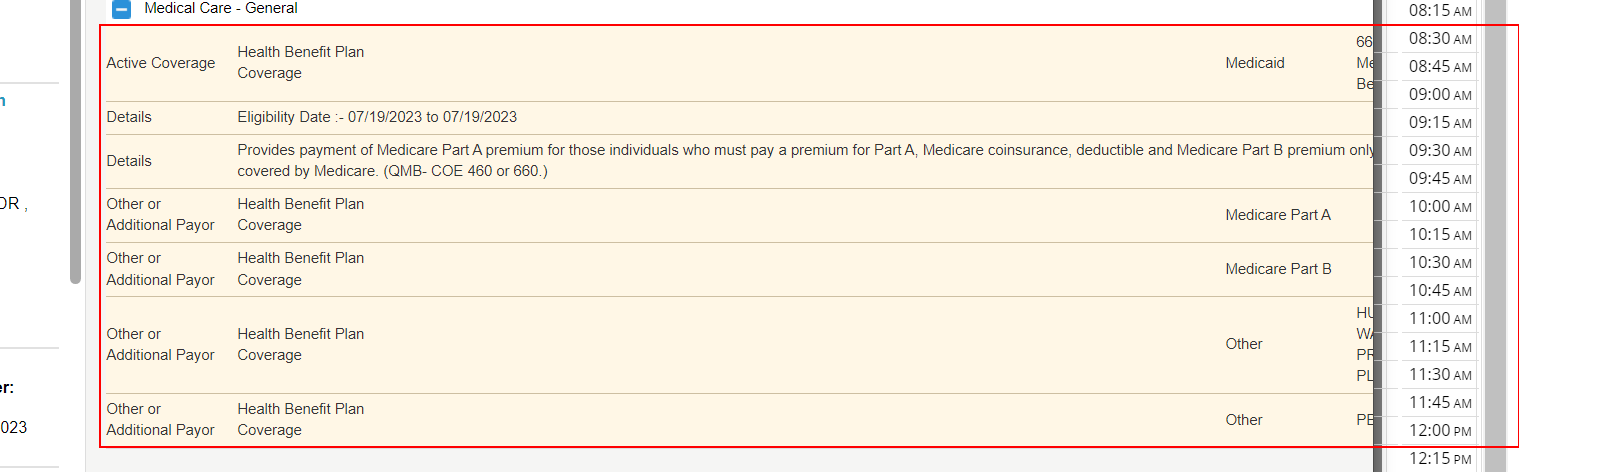 Medical Care - General
Active Coverage
Health Benefit Plan
Coverage
Medicaid
66
Me
Be
Details
Eligibility Date :- 07/19/2023 to 07/19/2023
Details
Provides payment of Medicare Part A premium for those individuals who must pay a premium for Part A, Medicare coinsurance, deductible and Medicare Part B premium only
covered by Medicare. (QMB- COE 460 or 660.)
Other or
Additional Payor
Health Benefit Plan
Coverage
Medicare Part A
Other or
Additional Payor
Health Benefit Plan
Coverage
Medicare Part B
Other or
Additional Payor
Health Benefit Plan
Coverage
Other
HU
WA
PR
PL
Other or
Additional Payor
Health Benefit Plan
Coverage
Other
PE
OR ,
er:
023
08:15 AM
08:30 AM
08:45 AM
09:00 AM
09:15 AM
09:30 AM
09:45 AM
10:00 AM
10:15 AM
10:30 AM
10:45 AM
11:00 AM
11:15 AM
11:30 AM
11:45 AM
12:00 PM
12:15 PM